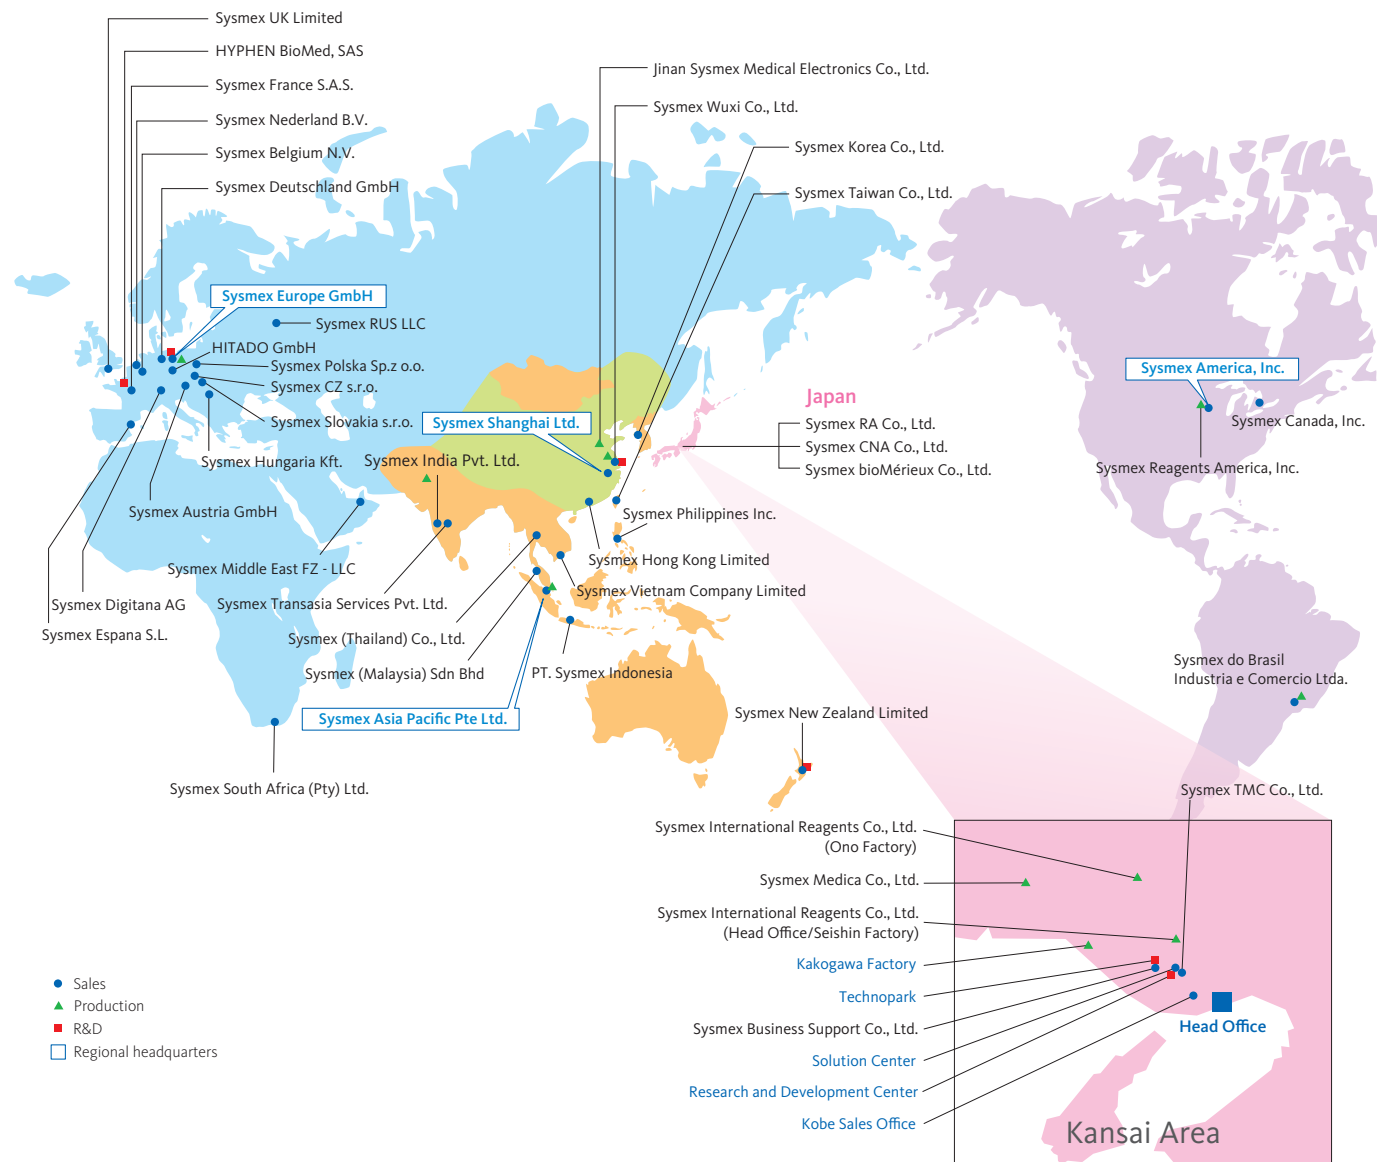 Sysmex UK Limited
HYPHEN BioMed, SAS
Sysmex France S.A.S.
Sysmex Nederland B.V.
Sysmex Belgium N.V.
Sysmex Deutschland GmbH
Jinan Sysmex Medical Electronics Co., Ltd.
Sysmex Wuxi Co., Ltd.
Sysmex Korea Co., Ltd.
Sysmex Taiwan Co., Ltd.
Sysmex Europe GmbH
Sysmex RUS LLC
HITADO GmbH
Sysmex Polska Sp.z o.o.
Sysmex CZ s.r.o.
Sysmex Slovakia s.r.o.
Sysmex Hungaria Kft.
Sysmex Austria GmbH
Sysmex Middle East FZ - LLC
Sysmex Digitana AG
Sysmex Espana S.L.
Sysmex Shanghai Ltd.
Sysmex India Pvt. Ltd.
Sysmex Transasia Services Pvt. Ltd.
Sysmex (Thailand) Co., Ltd.
Sysmex (Malaysia) Sdn Bhd
Sysmex Asia Pacific Pte Ltd.
Sysmex South Africa (Pty) Ltd.
Japan
Sysmex RA Co., Ltd.
Sysmex CNA Co., Ltd.
Sysmex bioMérieux Co., Ltd.
Sysmex Philippines Inc.
Sysmex Hong Kong Limited
Sysmex Vietnam Company Limited
PT. Sysmex Indonesia
Sysmex New Zealand Limited
Sysmex America, Inc.
Sysmex Canada, Inc.
Sysmex Reagents America, Inc.
Sysmex do Brasil
Industria e Comercio Ltda.
Sysmex TMC Co., Ltd.
Sysmex International Reagents Co., Ltd.
(Ono Factory)
Sysmex Medica Co., Ltd.
Sysmex International Reagents Co., Ltd.
(Head Office/Seishin Factory)
Kakogawa Factory
Technopark
Sysmex Business Support Co., Ltd.
Solution Center
Research and Development Center
Kobe Sales Office
Head Office
Kansai Area
Sales
Production
R&D
Regional headquarters